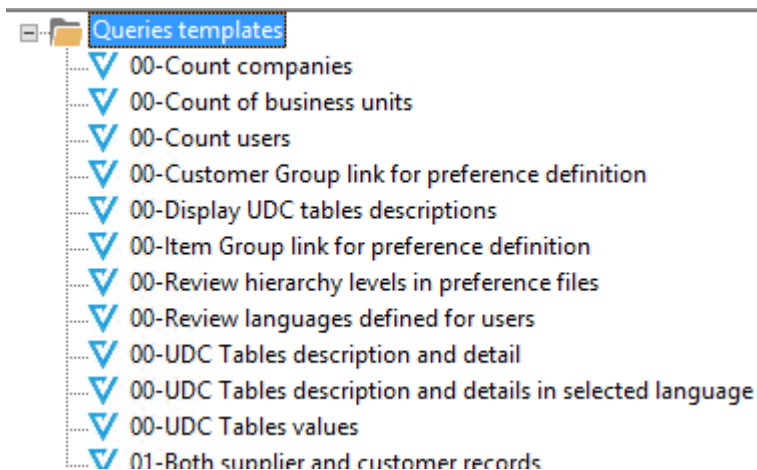 Queries templates
00-Count companies
00-Count of business units
00-Count users
00-Customer Group link for preference definition
00-Display UDC tables descriptions
00-Item Group link for preference definition
00-Review hierarchy levels in preference files
00-Review languages defined for users
00-UDC Tables description and detail
00-UDC Tables description and details in selected language
00-UDC Tables values
01-Both supplier and customer records